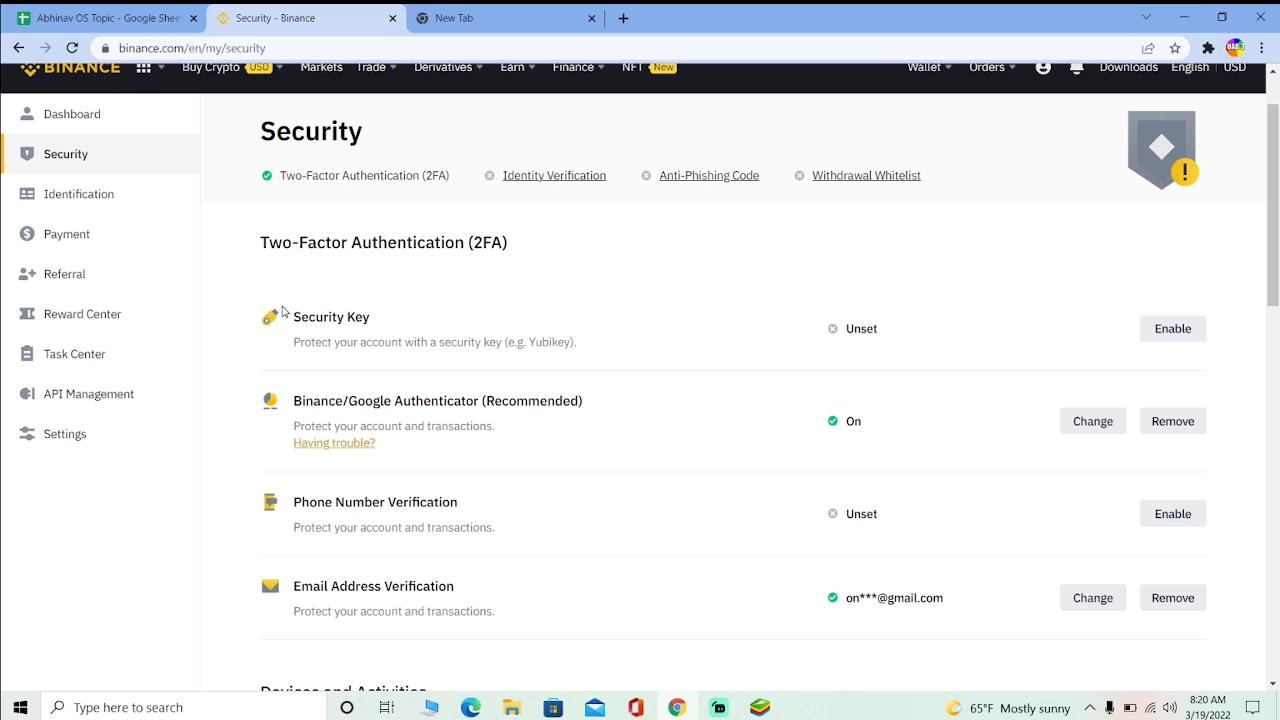 Abhinav OS Topic - Google Shee
Security - Binance
New Tab
binance.com/en/my/security
BINANCE
Buy Crypto USD Markets Trade Derivatives Earn Finance NFT New
Wallet Orders Downloads English USD
Dashboard
Security
Identification
Payment
Referral
Reward Center
Task Center
API Management
Settings
Security
Two-Factor Authentication (2FA) Identity Verification Anti-Phishing Code Withdrawal Whitelist
Two-Factor Authentication (2FA)
Security Key
Protect your account with a security key (e.g. Yubikey).
Unset
Enable
Binance/Google Authenticator (Recommended)
Protect your account and transactions.
Having trouble?
On
Change Remove
Phone Number Verification
Protect your account and transactions.
Unset
Enable
Email Address Verification
Protect your account and transactions.
on***@gmail.com
Change Remove
Devices and Activities
Type here to search
65°F Mostly sunny
8:20 AM
3/19/2022